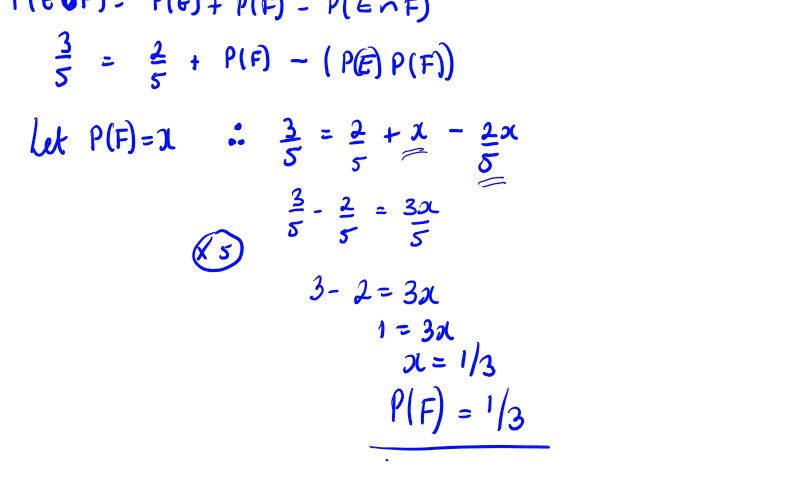 P(E∪F) = P(E) + P(F) - P(E∩F)
3/5 = 2/5 + P(F) - (P(E) P(F))
Let P(F)=x ∴ 3/5 = 2/5 + x - 2x/5
3/5 - 2/5 = 3x/5
x 5
3 - 2 = 3x
1 = 3x
x = 1/3
P(F) = 1/3